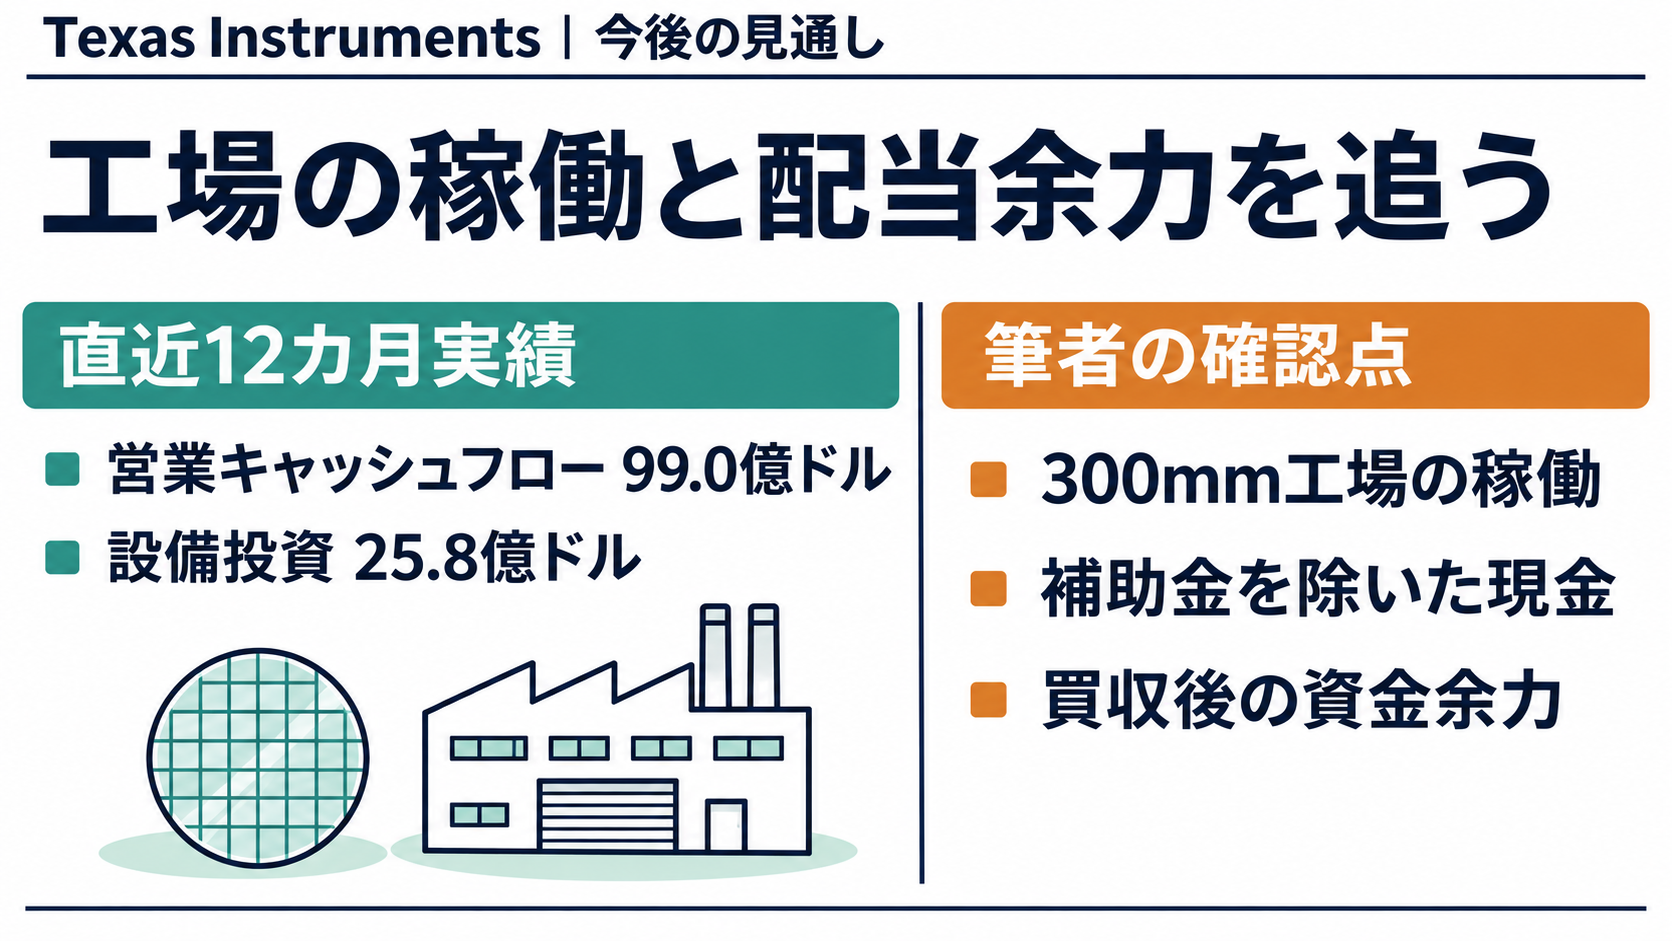 Texas Instruments｜今後の見通し
工場の稼働と配当余力を追う
直近12カ月実績
営業キャッシュフロー 99.0億ドル
設備投資 25.8億ドル
筆者の確認点
300mm工場の稼働
補助金を除いた現金
買収後の資金余力